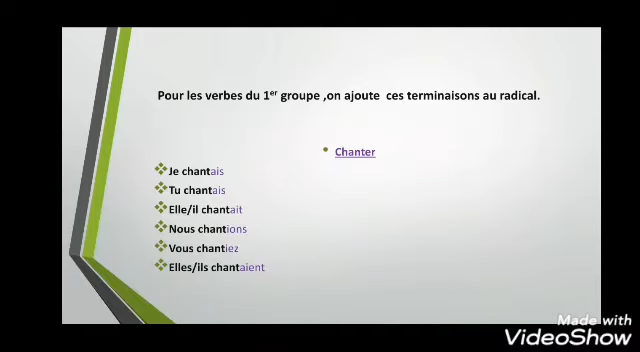 Pour les verbes du 1er groupe ,on ajoute ces terminaisons au radical.
• Chanter
❖Je chantais
❖Tu chantais
❖Elle/il chantait
❖Nous chantions
❖Vous chantiez
❖Elles/ils chantaient
Made with
VideoShow